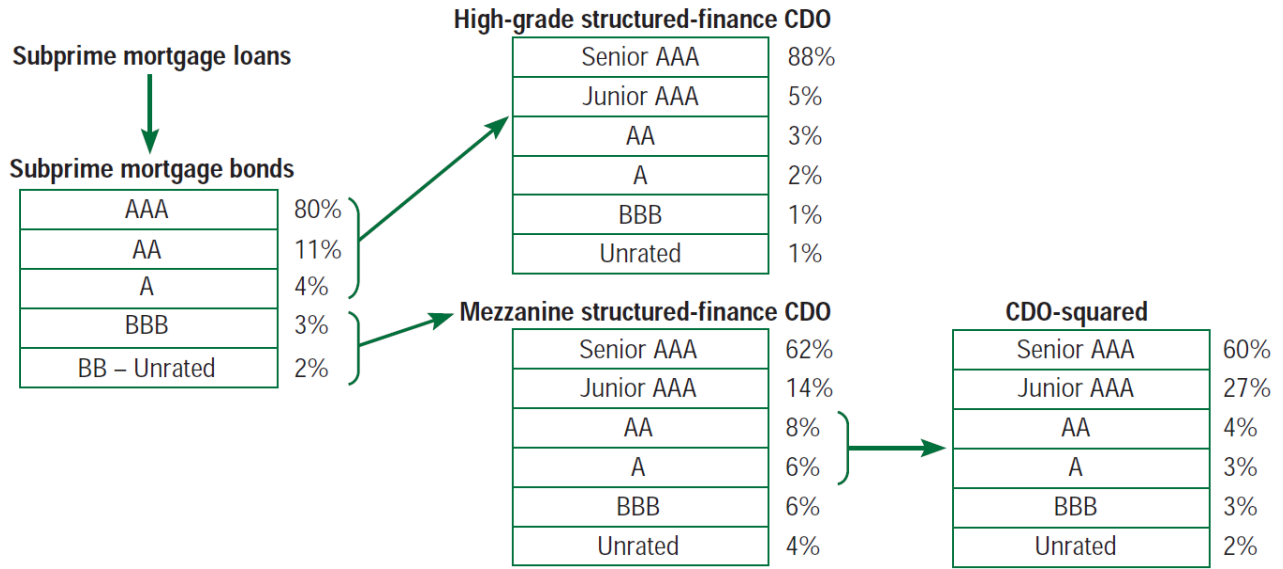 High-grade structured-finance CDO
Subprime mortgage loans
Senior AAA 88%
Junior AAA 5%
AA 3%
A 2%
BBB 1%
Unrated 1%
Subprime mortgage bonds
AAA 80%
AA 11%
A 4%
BBB 3%
BB – Unrated 2%
Mezzanine structured-finance CDO
Senior AAA 62%
Junior AAA 14%
AA 8%
A 6%
BBB 6%
Unrated 4%
CDO-squared
Senior AAA 60%
Junior AAA 27%
AA 4%
A 3%
BBB 3%
Unrated 2%